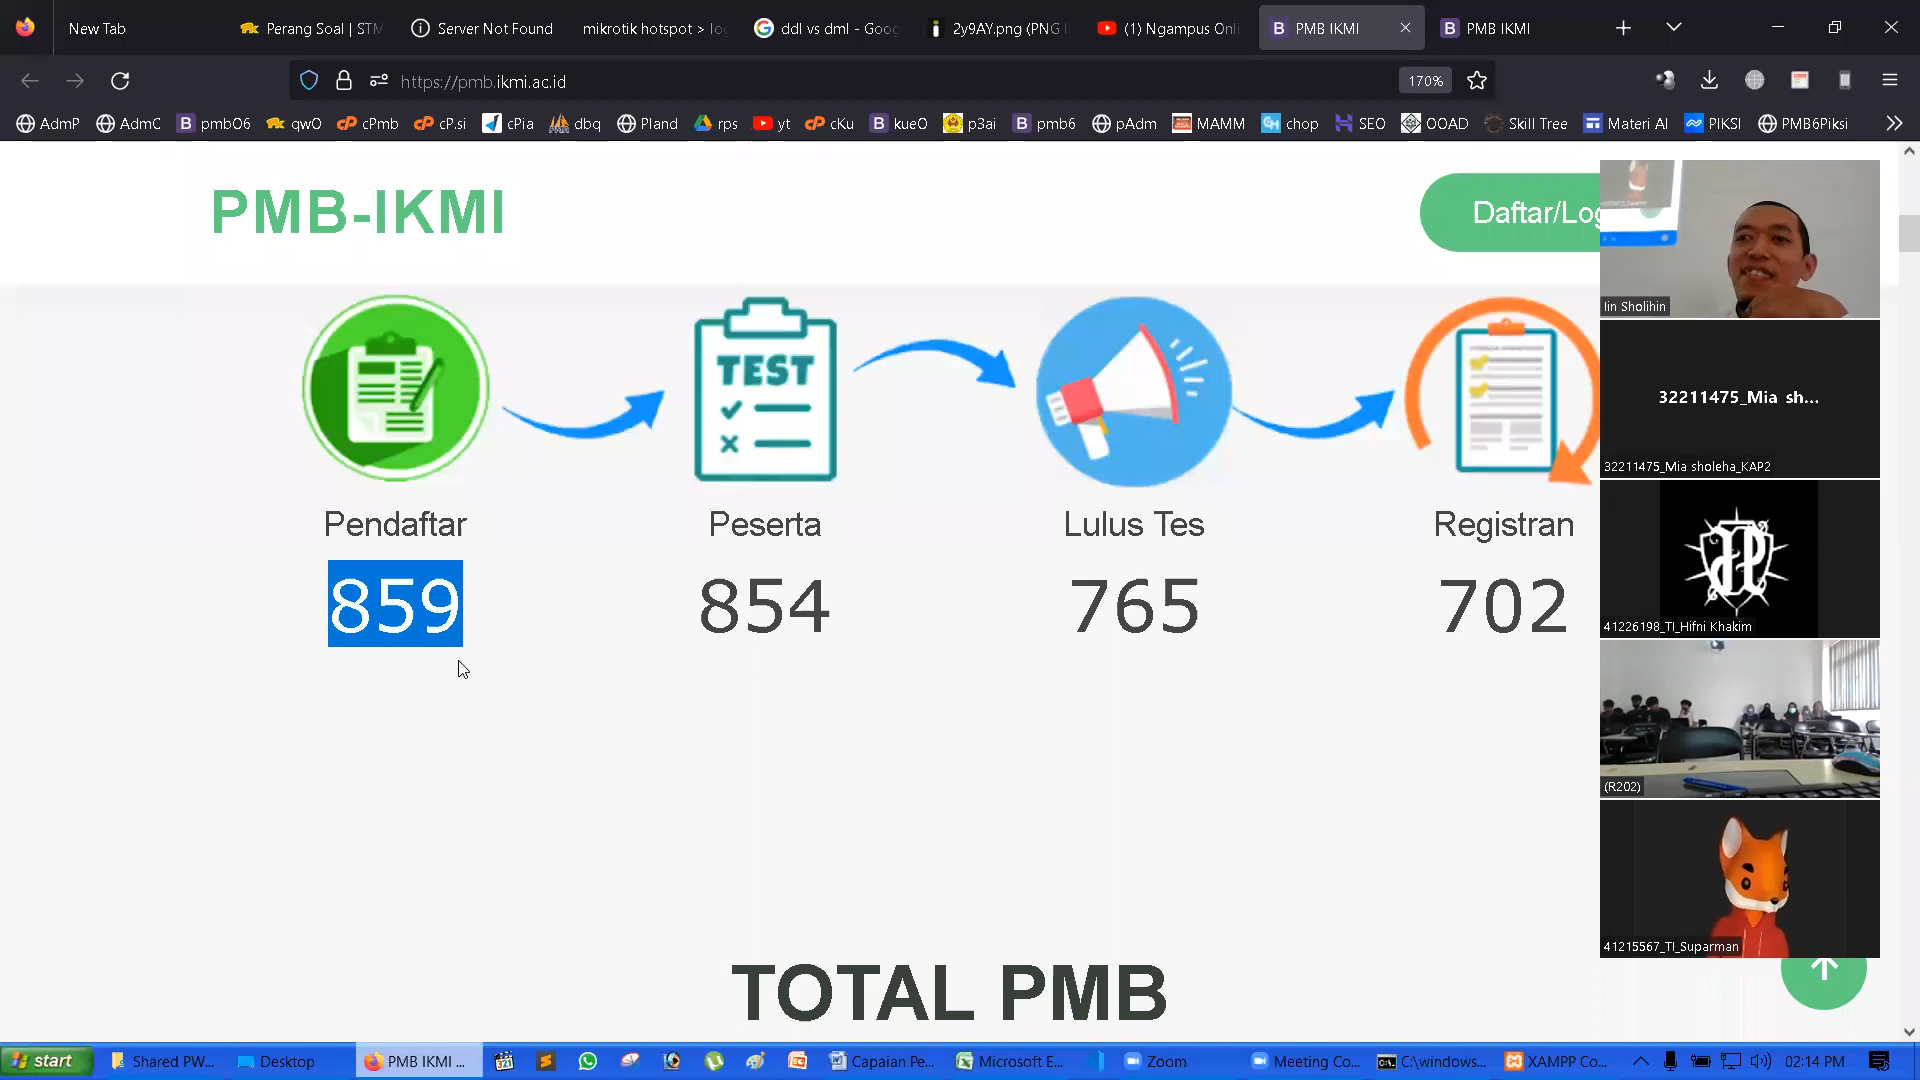 New Tab
Perang Soal | STM
Server Not Found
mikrotik hotspot > lo
ddl vs dml - Goog
2y9AY.png (PNG I
(1) Ngampus Onli
PMB IKMI
PMB IKMI
https://pmb.ikmi.ac.id
170%
AdmP
AdmC
pmbO6
qwO
cPmb
cP.si
cPia
dbq
Pland
rps
yt
cKu
kueO
p3ai
pmb6
pAdm
MAMM
chop
SEO
OOAD
Skill Tree
Materi AI
PIKSI
PMB6Piksi
PMB-IKMI
Daftar/Log
Iin Sholihin
TEST
32211475_Mia sh...
32211475_Mia sholeha_KAP2
Pendaftar
Peserta
Lulus Tes
Registran
859
854
765
702
41226198_TI_Hifni Khakim
(R202)
41215567_TI_Suparman
TOTAL PMB
start
Shared PW...
Desktop
PMB IKMI ...
321
Capaian Pe...
Microsoft E...
Zoom
Meeting Co...
C:\windows...
XAMPP Co...
02:14 PM